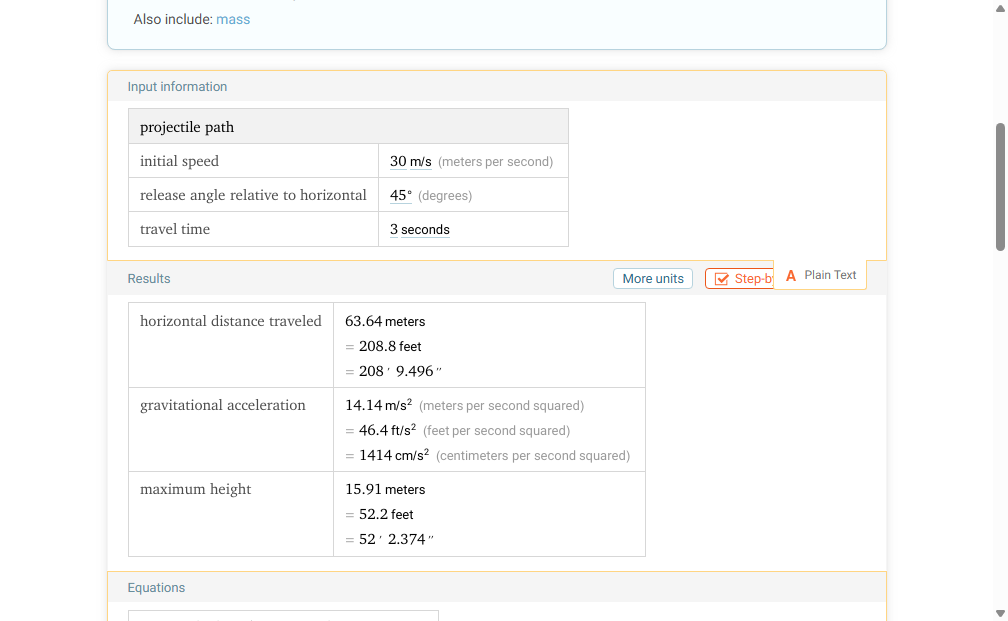 Also include: mass
Input information
projectile path
initial speed 30 m/s (meters per second)
release angle relative to horizontal 45° (degrees)
travel time 3 seconds
Results More units Step-b A Plain Text
horizontal distance traveled 63.64 meters
= 208.8 feet
= 208′ 9.496″
gravitational acceleration 14.14 m/s² (meters per second squared)
= 46.4 ft/s² (feet per second squared)
= 1414 cm/s² (centimeters per second squared)
maximum height 15.91 meters
= 52.2 feet
= 52′ 2.374″
Equations